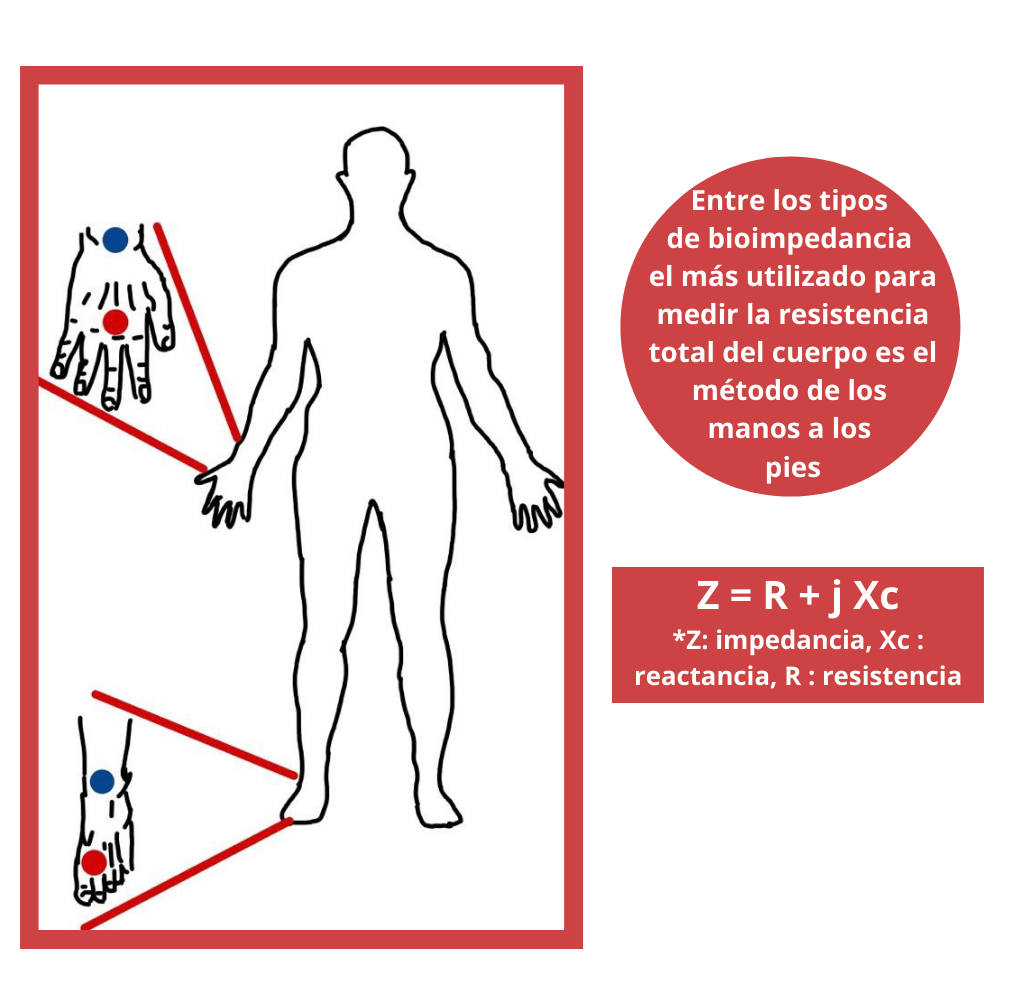 Entre los tipos
de bioimpedancia
el más utilizado para
medir la resistencia
total del cuerpo es el
método de los
manos a los
pies
Z = R + j Xc
*Z: impedancia, Xc :
reactancia, R : resistencia